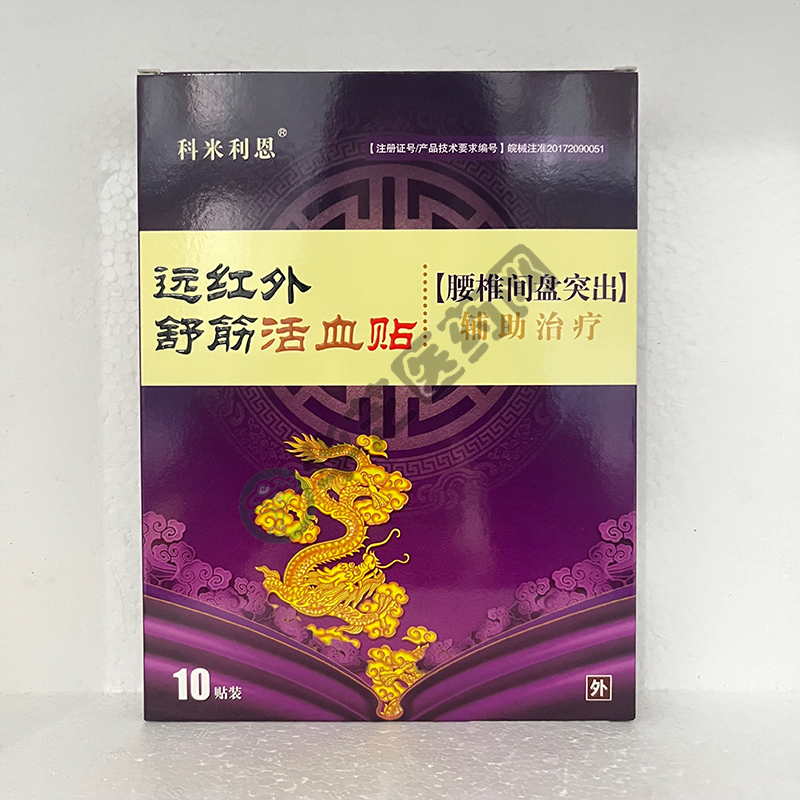 科米利恩®
【注册证号/产品技术要求编号】皖械注准20172090051
远红外
舒筋活血贴
【腰椎间盘突出】
辅助治疗
10贴装
外